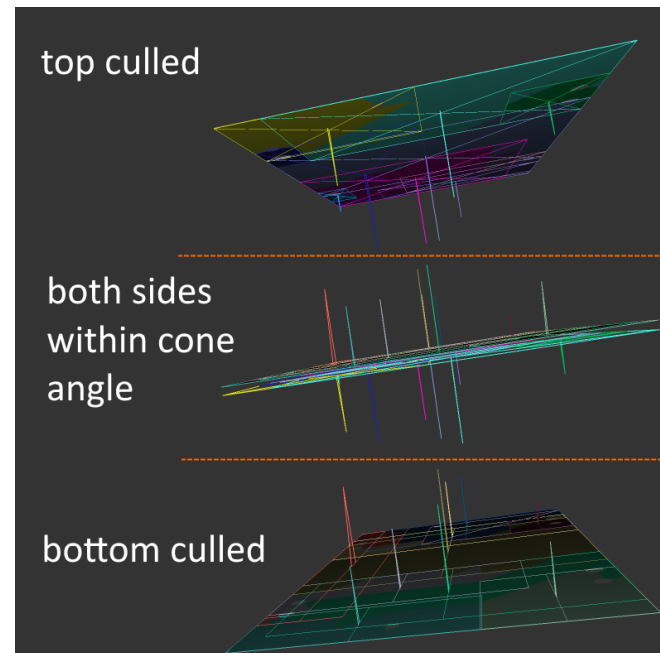 top culled
both sides
within cone
angle
bottom culled